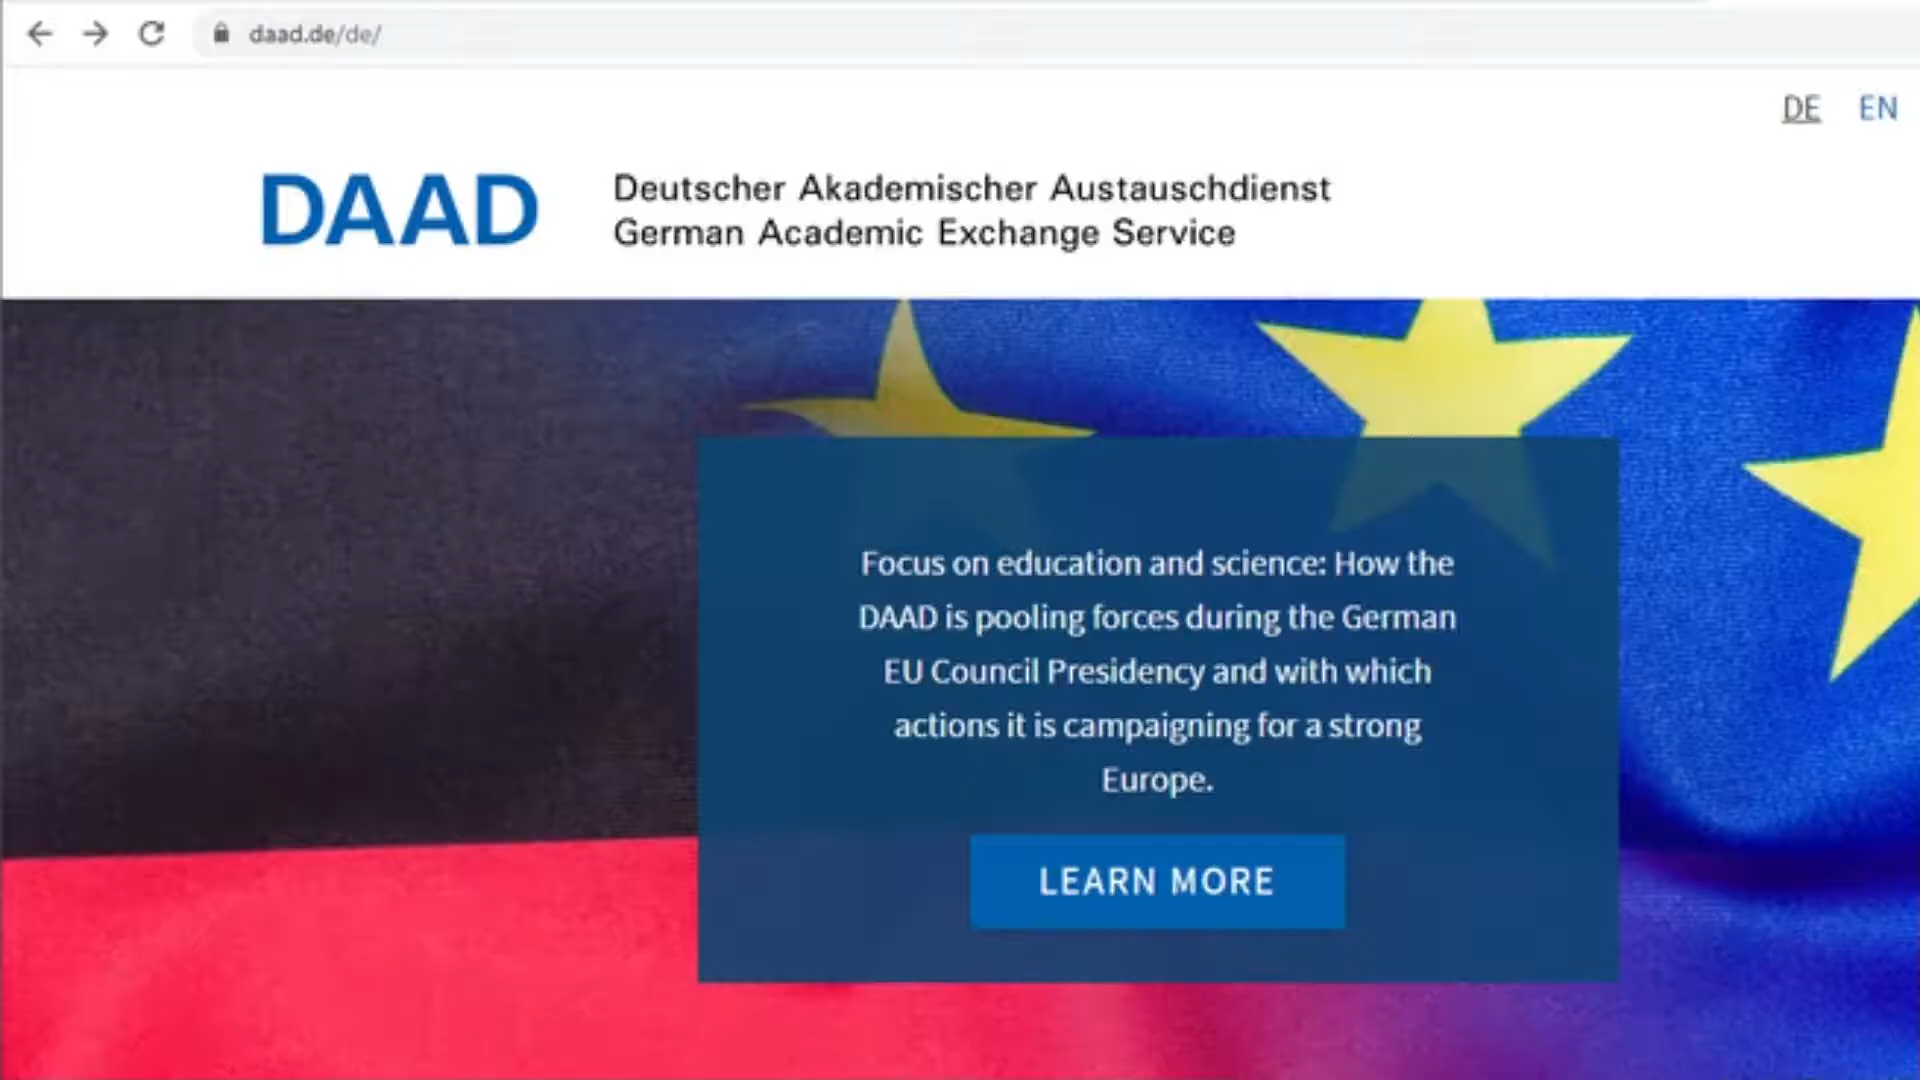 daad.de/de/
DE EN
DAAD
Deutscher Akademischer Austauschdienst
German Academic Exchange Service
Focus on education and science: How the
DAAD is pooling forces during the German
EU Council Presidency and with which
actions it is campaigning for a strong
Europe.
LEARN MORE